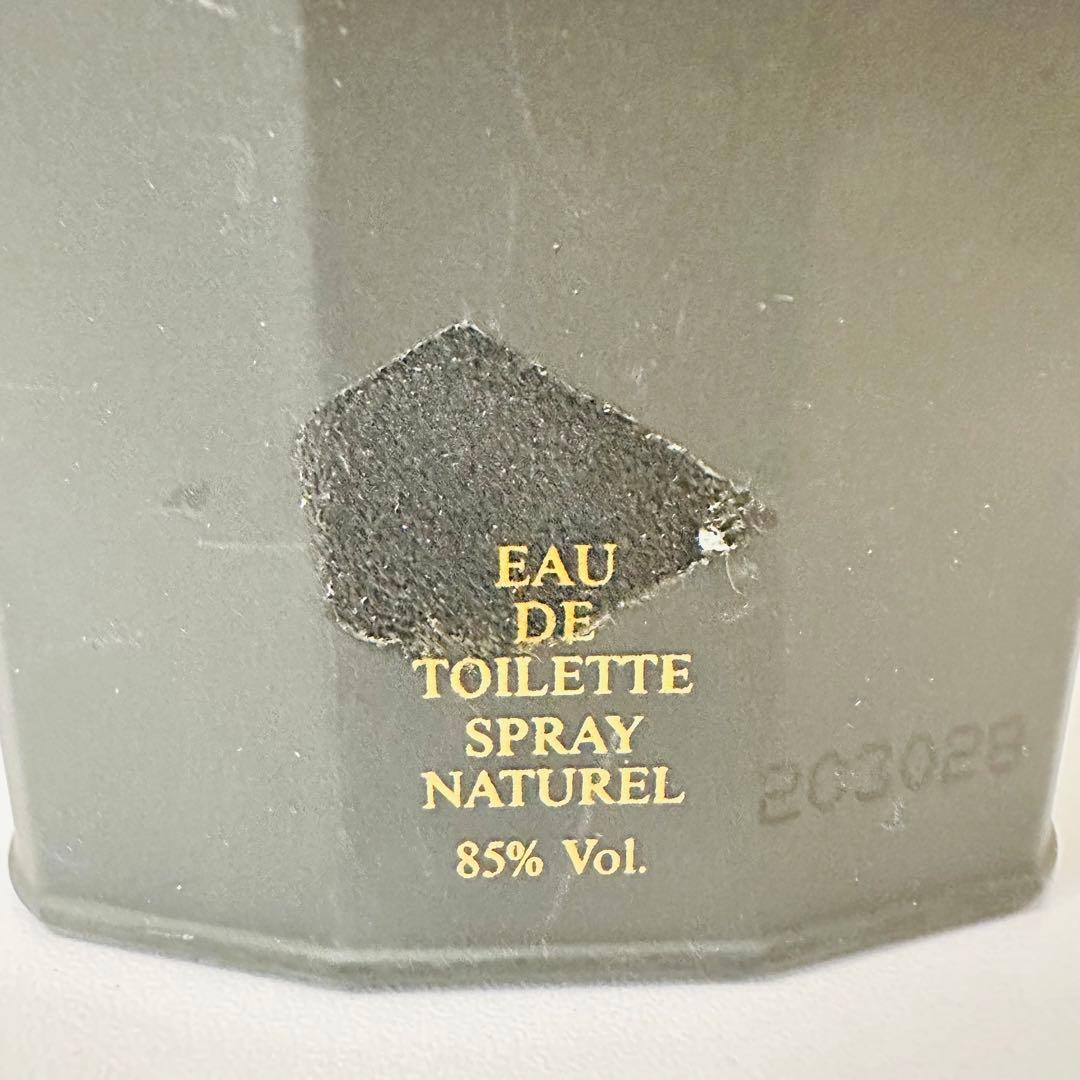 EAU
DE
TOILETTE
SPRAY
NATUREL
85% Vol.
203028